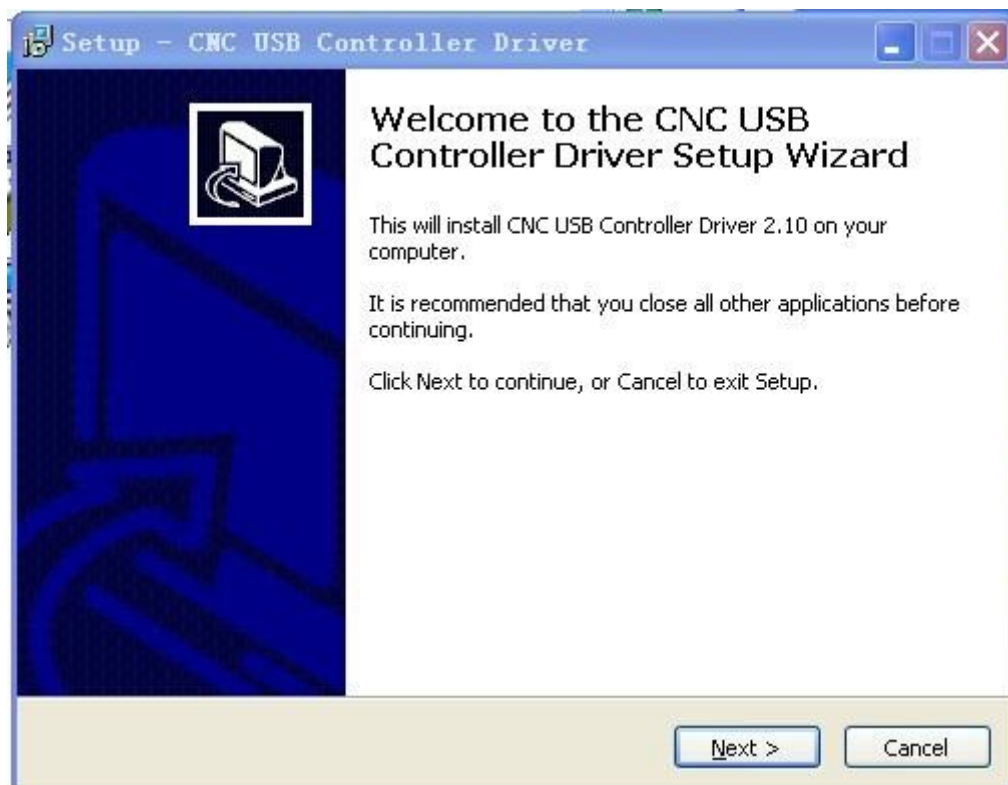 Setup - CNC USB Controller Driver
Welcome to the CNC USB
Controller Driver Setup Wizard
This will install CNC USB Controller Driver 2.10 on your
computer.
It is recommended that you close all other applications before
continuing.
Click Next to continue, or Cancel to exit Setup.
Next >
Cancel